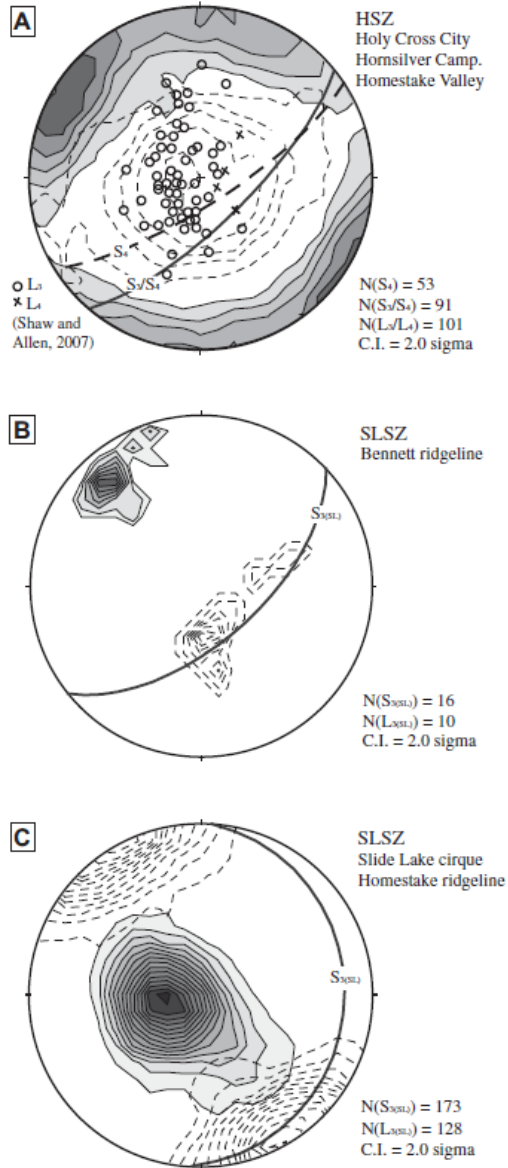 A
HSZ
Holy Cross City
Hornsilver Camp.
Homestake Valley
S₄
S₃/S₄
L₃
L₄
(Shaw and
Allen, 2007)
N(S₄) = 53
N(S₃/S₄) = 91
N(L₃/L₄) = 101
C.I. = 2.0 sigma
B
SLSZ
Bennett ridgeline
S₃(SL)
N(S₃(SL)) = 16
N(L₃(SL)) = 10
C.I. = 2.0 sigma
C
SLSZ
Slide Lake cirque
Homestake ridgeline
S₃(SL)
N(S₃(SL)) = 173
N(L₃(SL)) = 128
C.I. = 2.0 sigma